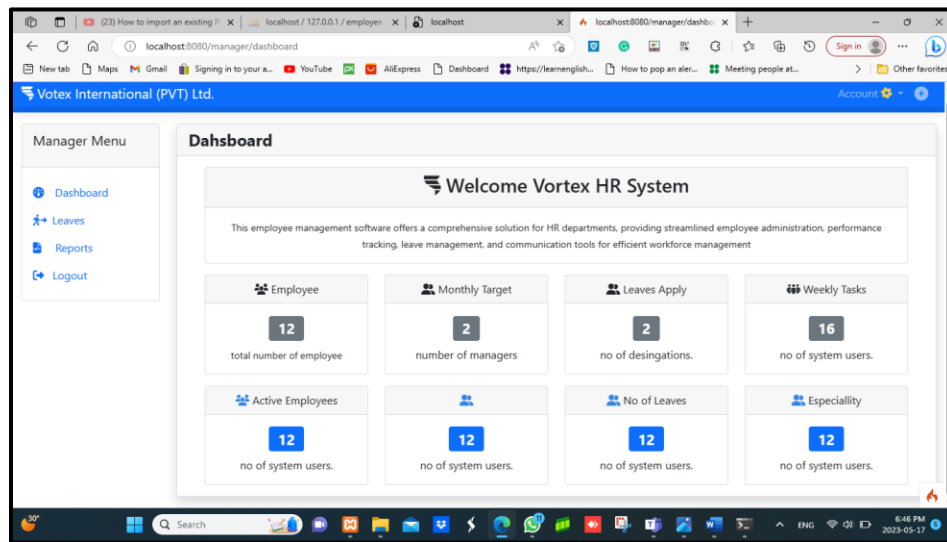 (23) How to import an existing Fl
localhost / 127.0.0.1 / employee
localhost
localhost:8080/manager/dashbo
localhost:8080/manager/dashboard
Sign in
New tab
Maps
Gmail
Signing in to your a...
YouTube
AliExpress
Dashboard
https://learnenglish...
How to pop an aler...
Meeting people at...
Other favorites
Votex International (PVT) Ltd.
Account
Manager Menu
Dashboard
Leaves
Reports
Logout
Dahsboard
Welcome Vortex HR System
This employee management software offers a comprehensive solution for HR departments, providing streamlined employee administration, performance
tracking, leave management, and communication tools for efficient workforce management
Employee
12
total number of employee
Monthly Target
2
number of managers
Leaves Apply
2
no of desingations.
Weekly Tasks
16
no of system users.
Active Employees
12
no of system users.
12
no of system users.
No of Leaves
12
no of system users.
Especiallity
12
no of system users.
30°
Search
ENG
6:46 PM
2023-05-17